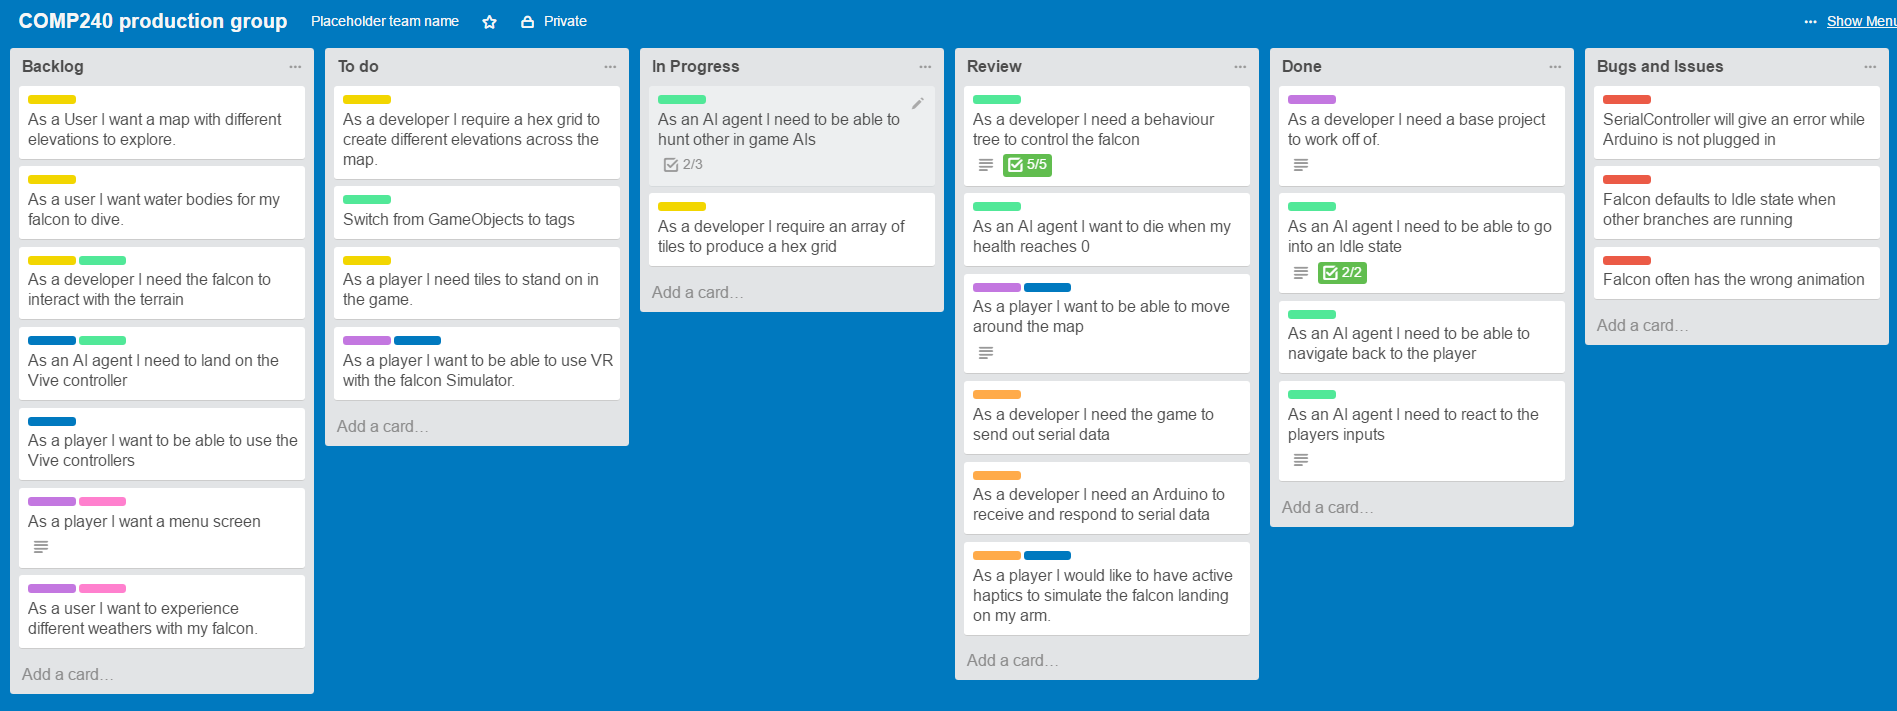 COMP240 production group
Placeholder team name
Private
Show Menu
Backlog
As a User I want a map with different
elevations to explore.
As a user I want water bodies for my
falcon to dive.
As a developer I need the falcon to
interact with the terrain
As an AI agent I need to land on the
Vive controller
As a player I want to be able to use the
Vive controllers
As a player I want a menu screen
As a user I want to experience
different weathers with my falcon.
Add a card…
To do
As a developer I require a hex grid to
create different elevations across the
map.
Switch from GameObjects to tags
As a player I need tiles to stand on in
the game.
As a player I want to be able to use VR
with the falcon Simulator.
Add a card…
In Progress
As an AI agent I need to be able to
hunt other in game AIs
2/3
As a developer I require an array of
tiles to produce a hex grid
Add a card…
Review
As a developer I need a behaviour
tree to control the falcon
5/5
As an AI agent I want to die when my
health reaches 0
As a player I want to be able to move
around the map
As a developer I need the game to
send out serial data
As a developer I need an Arduino to
receive and respond to serial data
As a player I would like to have active
haptics to simulate the falcon landing
on my arm.
Add a card…
Done
As a developer I need a base project
to work off of.
As an AI agent I need to be able to go
into an Idle state
2/2
As an AI agent I need to be able to
navigate back to the player
As an AI agent I need to react to the
players inputs
Add a card…
Bugs and Issues
SerialController will give an error while
Arduino is not plugged in
Falcon defaults to Idle state when
other branches are running
Falcon often has the wrong animation
Add a card…